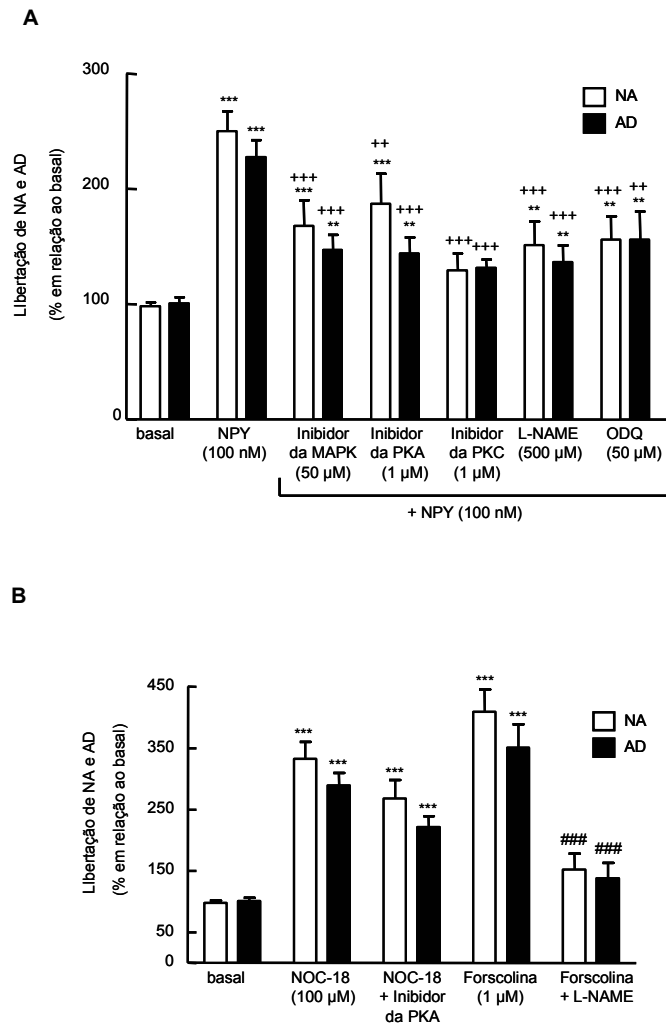 A
LIbertação de NA e AD
(% em relação ao basal)
300
200
100
0
NA
AD
***
***
+++
***
+++
**
++
***
+++
**
+++
+++
+++
**
+++
**
+++
**
++
**
basal
NPY
(100 nM)
Inibidor
da MAPK
(50 µM)
Inibidor
da PKA
(1 µM)
Inibidor
da PKC
(1 µM)
L-NAME
(500 µM)
ODQ
(50 µM)
+ NPY (100 nM)
B
LIbertação de NA e AD
(% em relação ao basal)
450
350
250
150
50
0
NA
AD
***
***
***
***
***
***
###
###
basal
NOC-18
(100 µM)
NOC-18
+ Inibidor
da PKA
Forscolina
(1 µM)
Forscolina
+ L-NAME